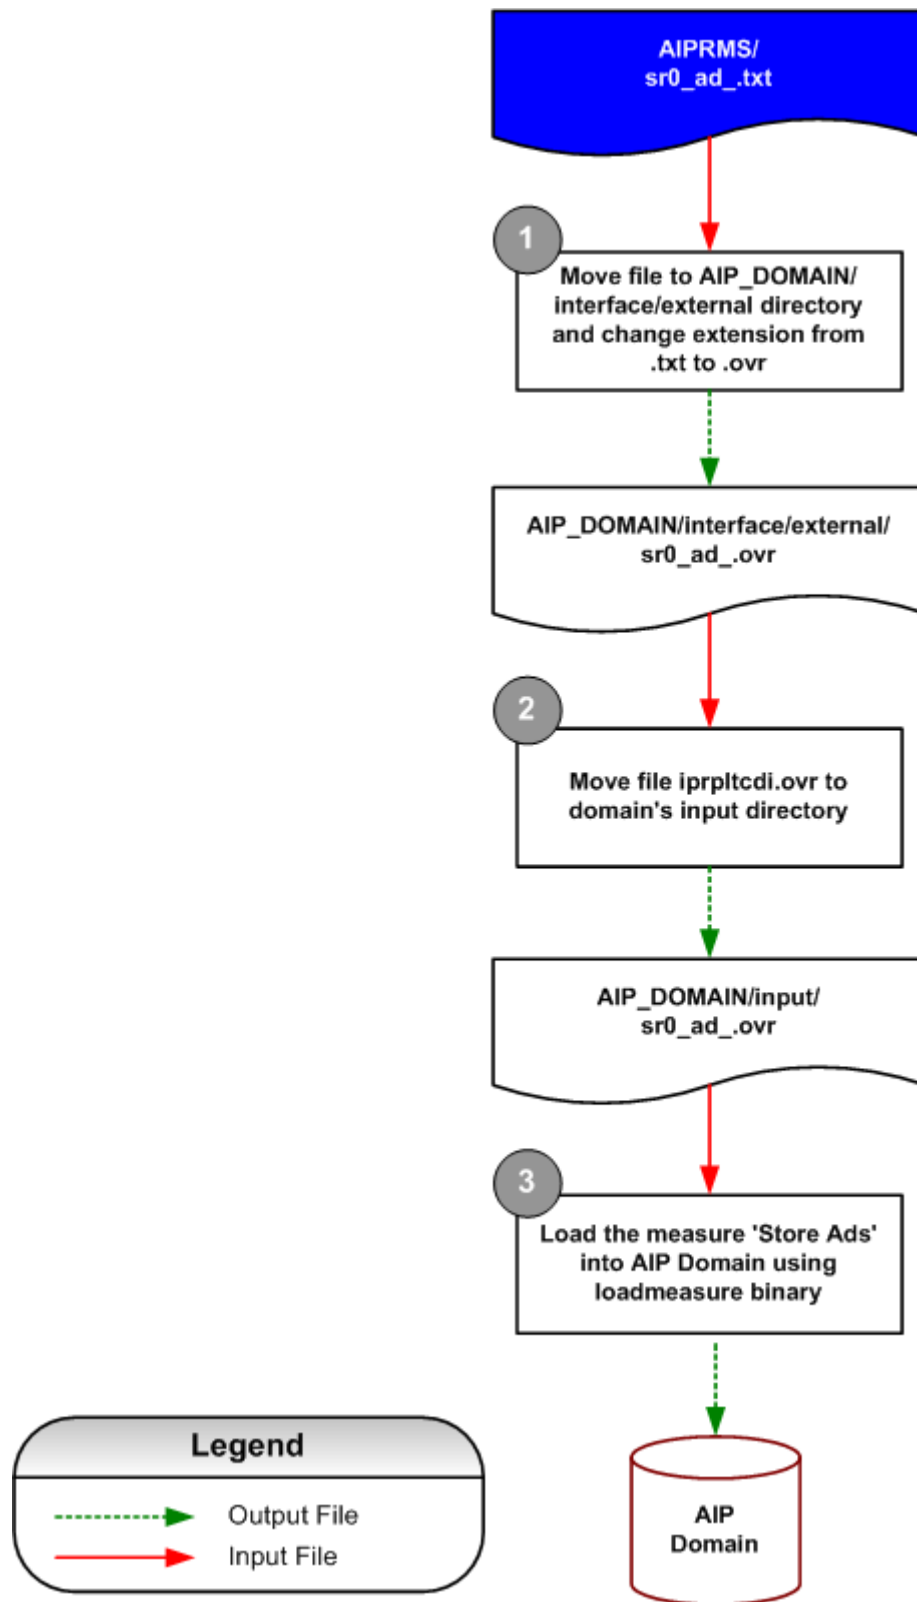 AIPRMS/
sr0_ad_.txt
1
Move file to AIP_DOMAIN/
interface/external directory
and change extension from
.txt to .ovr
AIP_DOMAIN/interface/external/
sr0_ad_.ovr
2
Move file iprpltcdi.ovr to
domain's input directory
AIP_DOMAIN/input/
sr0_ad_.ovr
3
Load the measure 'Store Ads'
into AIP Domain using
loadmeasure binary
Legend
Output File
Input File
AIP
Domain